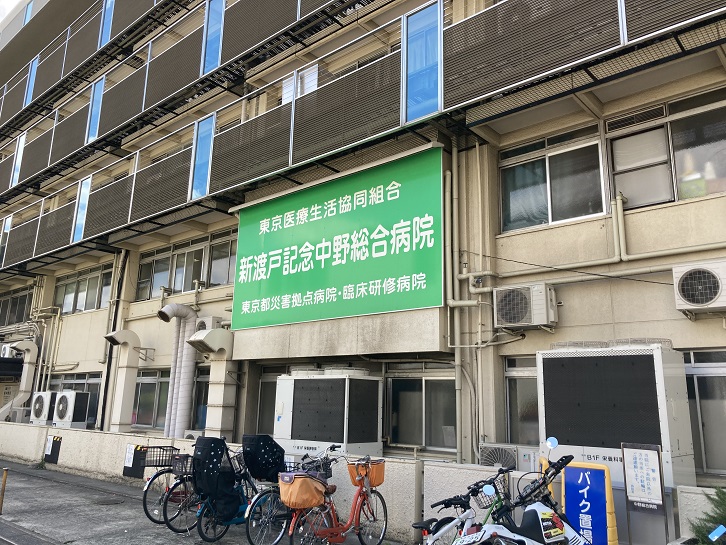 東京医療生活協同組合
新渡戸記念中野総合病院
東京都災害拠点病院・臨床研修病院
バイク置場